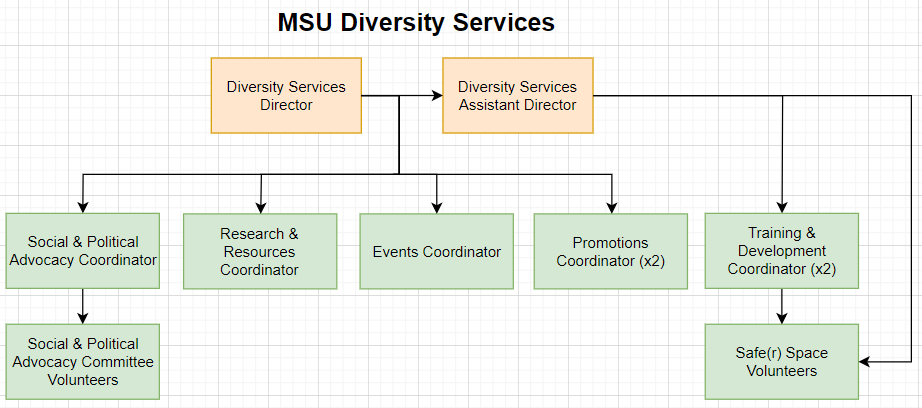 MSU Diversity Services
Diversity Services
Director
Diversity Services
Assistant Director
Social & Political
Advocacy Coordinator
Research &
Resources
Coordinator
Events Coordinator
Promotions
Coordinator (x2)
Training &
Development
Coordinator (x2)
Social & Political
Advocacy Committee
Volunteers
Safe(r) Space
Volunteers